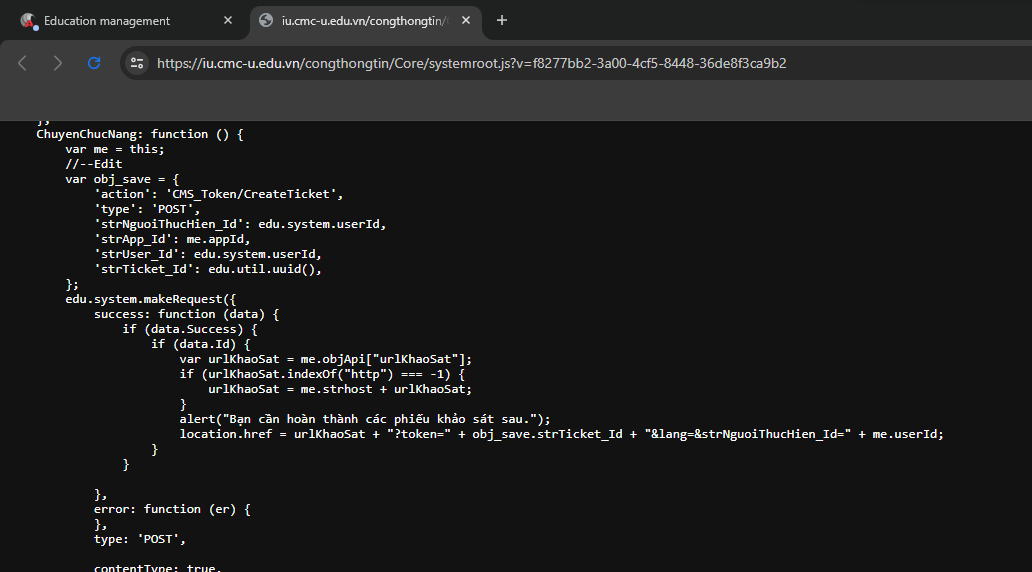 Education management
iu.cmc-u.edu.vn/congthongtin/
https://iu.cmc-u.edu.vn/congthongtin/Core/systemroot.js?v=f8277bb2-3a00-4cf5-8448-36de8f3ca9b2
},
ChuyenChucNang: function () {
var me = this;
//--Edit
var obj_save = {
'action': 'CMS_Token/CreateTicket',
'type': 'POST',
'strNguoiThucHien_Id': edu.system.userId,
'strApp_Id': me.appId,
'strUser_Id': edu.system.userId,
'strTicket_Id': edu.util.uuid(),
};
edu.system.makeRequest({
success: function (data) {
if (data.Success) {
if (data.Id) {
var urlKhaoSat = me.objApi["urlKhaoSat"];
if (urlKhaoSat.indexOf("http") === -1) {
urlKhaoSat = me.strhost + urlKhaoSat;
}
alert("Bạn cần hoàn thành các phiếu khảo sát sau.");
location.href = urlKhaoSat + "?token=" + obj_save.strTicket_Id + "&lang=&strNguoiThucHien_Id=" + me.userId;
}
}
},
error: function (er) {
},
type: 'POST',
contentType: true,